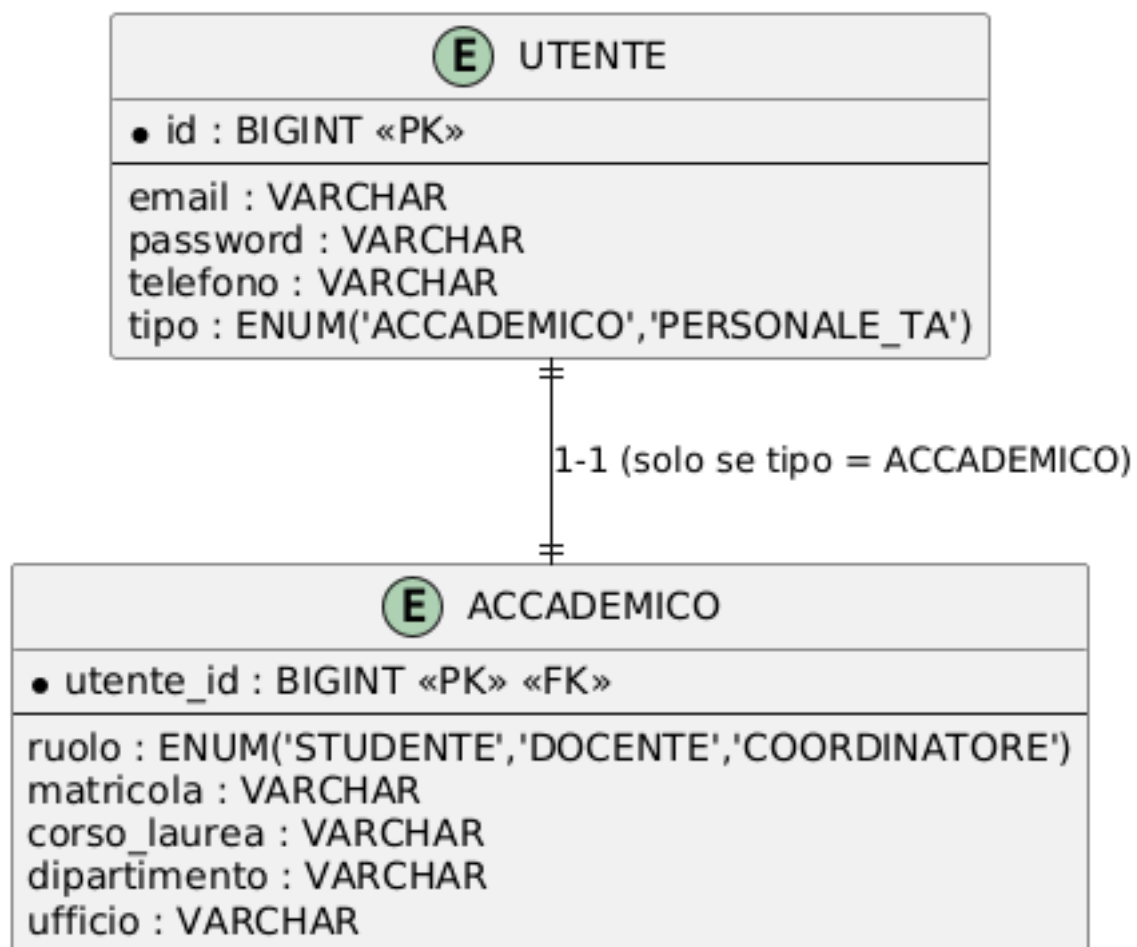 E UTENTE
• id : BIGINT «PK»
email : VARCHAR
password : VARCHAR
telefono : VARCHAR
tipo : ENUM('ACCADEMICO','PERSONALE_TA')
1-1 (solo se tipo = ACCADEMICO)
E ACCADEMICO
• utente_id : BIGINT «PK» «FK»
ruolo : ENUM('STUDENTE','DOCENTE','COORDINATORE')
matricola : VARCHAR
corso_laurea : VARCHAR
dipartimento : VARCHAR
ufficio : VARCHAR